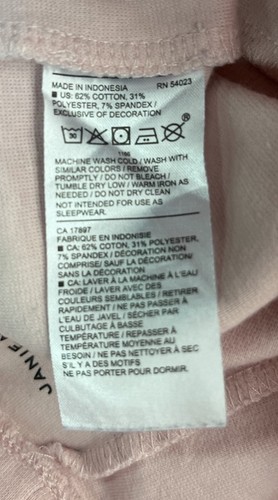 MADE IN INDONESIA RN 54023
■ US: 62% COTTON, 31%
POLYESTER, 7% SPANDEX /
EXCLUSIVE OF DECORATION
®
MACHINE WASH COLD / WASH WITH
SIMILAR COLORS / REMOVE
PROMPTLY / DO NOT BLEACH /
TUMBLE DRY LOW / WARM IRON AS
NEEDED / DO NOT DRY CLEAN
NOT INTENDED FOR USE AS
SLEEPWEAR.
CA 17897
FABRIQUE EN INDONISIE
■ CA: 62% COTTON, 31% POLYESTER,
7% SPANDEX / DÉCORATION NON
COMPRISE/ SAUF LA DÉCORATION/
SANS LA DÉCORATION
■ CA: LAVER À LA MACHINE À L'EAU
FROIDE / LAVER AVEC DES
COULEURS SEMBLABLES / RETIRER
RAPIDEMENT / NE PAS PASSER À
L'EAU DE JAVEL / SÉCHER PAR
CULBUTAGE À BASSE
TEMPÉRATURE / REPASSER À
TEMPÉRATURE MOYENNE AU
BESOIN / NE PAS NETTOYER À SEC
S'IL Y A DES MOTIFS
NE PAS PORTER POUR DORMIR.
JANIE